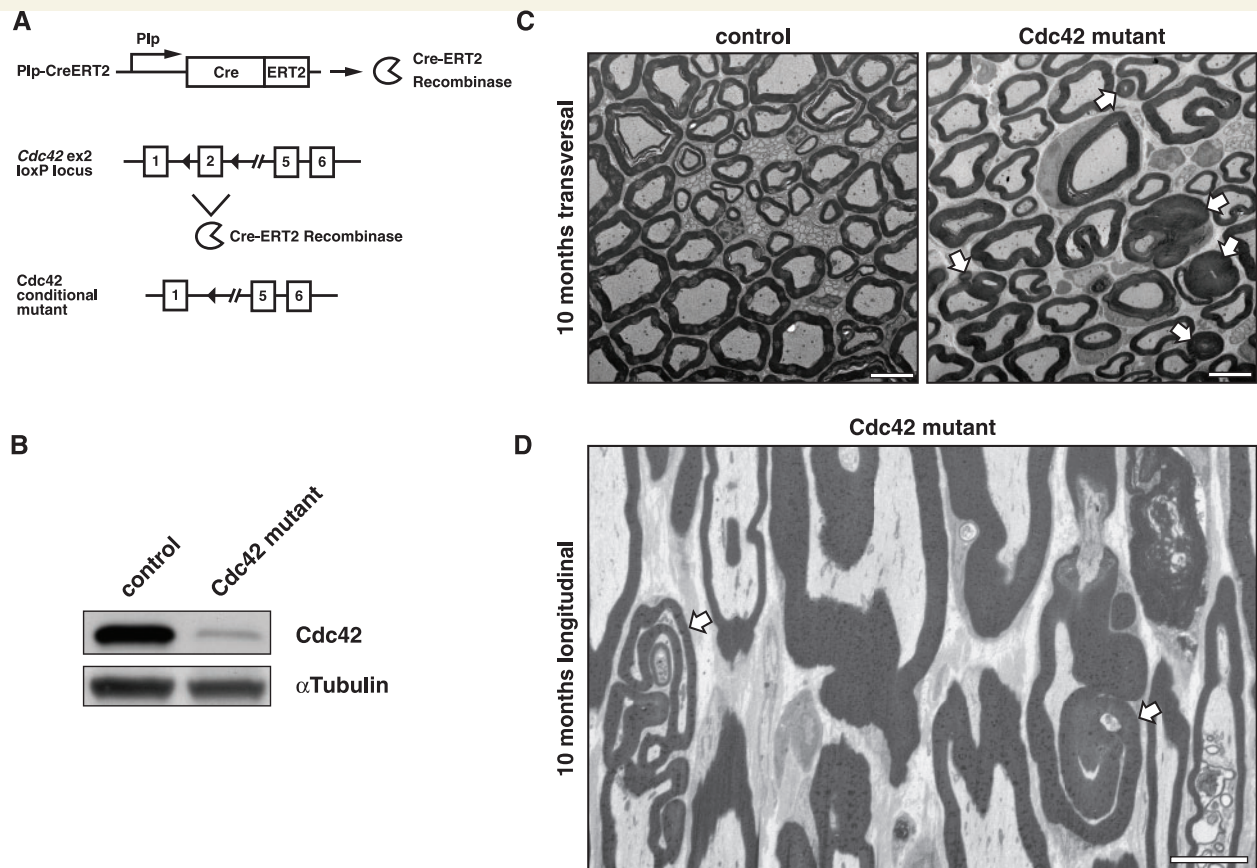 A
Plp
Plp-CreERT2
Cre
ERT2
Cre-ERT2
Recombinase
Cdc42 ex2
loxP locus
1
2
5
6
Cre-ERT2 Recombinase
Cdc42
conditional
mutant
1
5
6
B
control
Cdc42 mutant
Cdc42
αTubulin
C
control
Cdc42 mutant
10 months transversal
D
Cdc42 mutant
10 months longitudinal